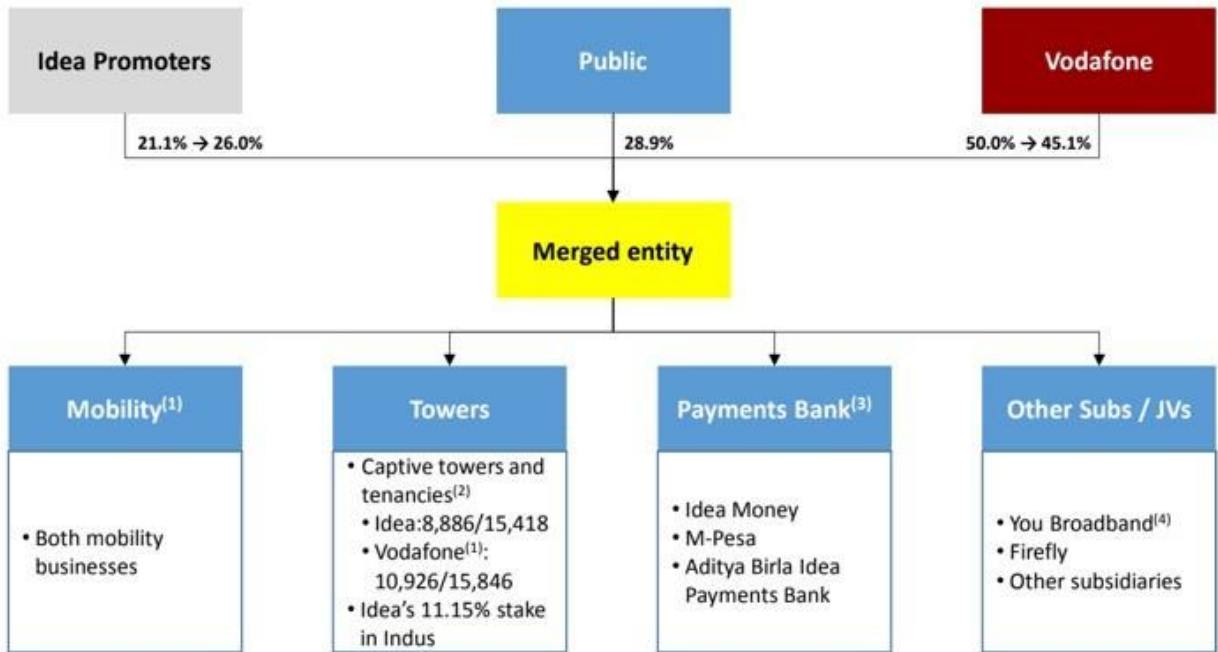 Idea Promoters
Public
Vodafone
21.1% → 26.0%
28.9%
50.0% → 45.1%
Merged entity
Mobility(1)
Towers
Payments Bank(3)
Other Subs / JVs
• Both mobility
businesses
• Captive towers and
tenancies(2)
• Idea:8,886/15,418
• Vodafone(1):
10,926/15,846
• Idea's 11.15% stake
in Indus
• Idea Money
• M-Pesa
• Aditya Birla Idea
Payments Bank
• You Broadband(4)
• Firefly
• Other subsidiaries